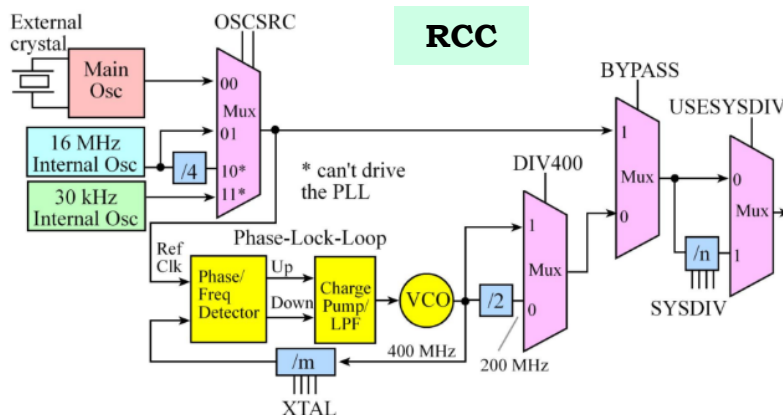 OSCSRC
RCC
External
crystal
Main
Osc
00
Mux
01
10*
11*
16 MHz
Internal Osc
/4
30 kHz
Internal Osc
* can't drive
the PLL
BYPASS
1
Mux
0
USESYSDIV
0
Mux
1
/n
SYSDIV
DIV400
1
Mux
0
Phase-Lock-Loop
Ref
Clk
Phase/
Freq
Detector
Up
Down
Charge
Pump/
LPF
VCO
/2
200 MHz
400 MHz
/m
XTAL